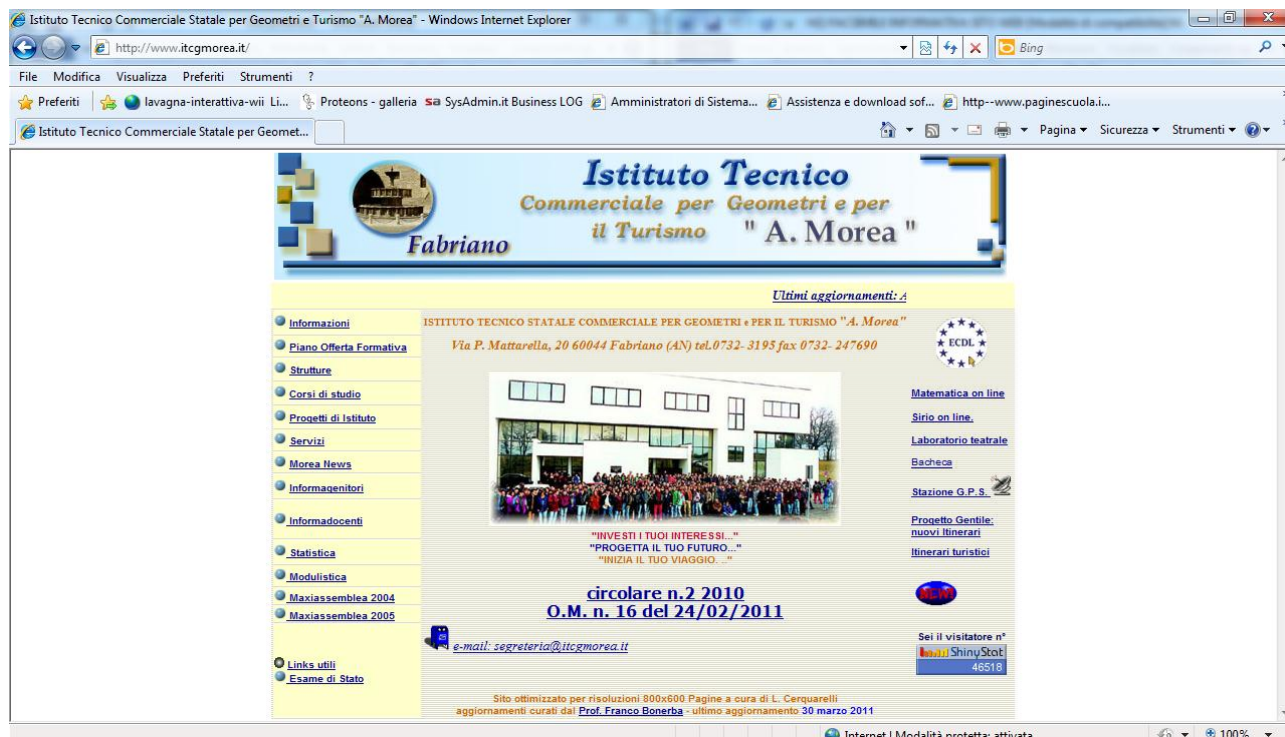 Istituto Tecnico Commerciale Statale per Geometri e Turismo "A. Morea" - Windows Internet Explorer
http://www.itcgmorea.it/
Bing
File Modifica Visualizza Preferiti Strumenti ?
Preferiti lavagna-interattiva-wii Li... Proteons - galleria sa SysAdmin.it Business LOG Amministratori di Sistema... Assistenza e download sof... http--www.paginescuola.i...
Istituto Tecnico Commerciale Statale per Geomet...
Pagina Sicurezza Strumenti
Istituto Tecnico
Commerciale per Geometri e per
il Turismo " A. Morea "
Fabriano
Ultimi aggiornamenti: A
Informazioni
Piano Offerta Formativa
Strutture
Corsi di studio
Progetti di Istituto
Servizi
Morea News
Informagenitori
Informadocenti
Statistica
Modulistica
Maxiassemblea 2004
Maxiassemblea 2005
Links utili
Esame di Stato
ISTITUTO TECNICO STATALE COMMERCIALE PER GEOMETRI e PER IL TURISMO "A. Morea"
Via P. Mattarella, 20 60044 Fabriano (AN) tel.0732- 3195 fax 0732- 247690
"INVESTI I TUOI INTERESSI..."
"PROGETTA IL TUO FUTURO..."
"INIZIA IL TUO VIAGGIO. .."
circolare n.2 2010
O.M. n. 16 del 24/02/2011
e-mail: segreteria@itcgmorea.it
Sito ottimizzato per risoluzioni 800x600 Pagine a cura di L. Cerquarelli
aggiornamenti curati dal Prof. Franco Bonerba - ultimo aggiornamento 30 marzo 2011
ECDL
Matematica on line
Sirio on line.
Laboratorio teatrale
Bacheca
Stazione G.P.S.
Progetto Gentile:
nuovi Itinerari
Itinerari turistici
NEW!
Sei il visitatore n°
ShinyStat
46518
Internet | Modalità protetta: attivata
100%